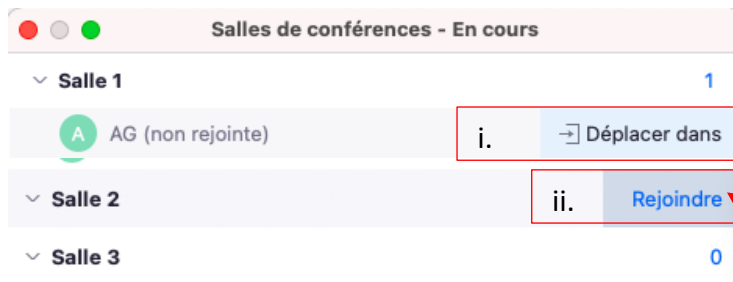 Salles de conférences - En cours
Salle 1 1
A AG (non rejointe) i. Déplacer dans
Salle 2 ii. Rejoindre
Salle 3 0